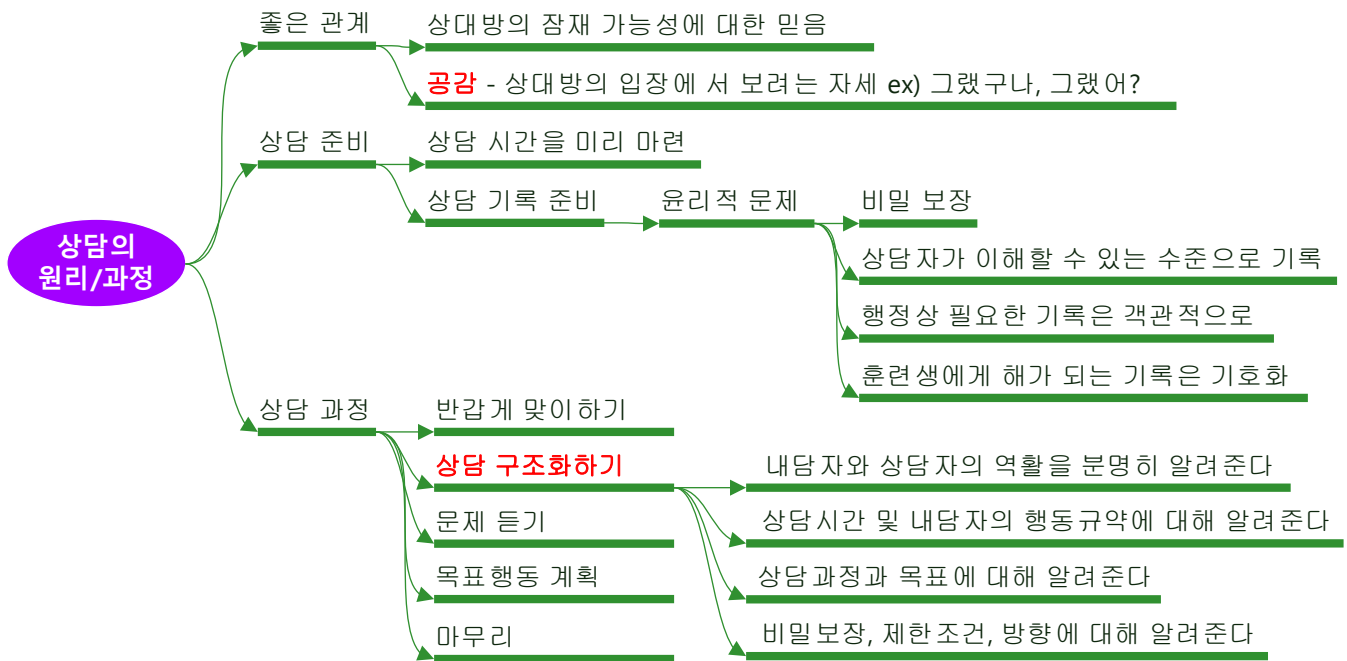 상담의
원리/과정
좋은 관계
상대방의 잠재 가능성에 대한 믿음
공감 - 상대방의 입장에 서 보려는 자세 ex) 그랬구나, 그랬어?
상담 준비
상담 시간을 미리 마련
상담 기록 준비
윤리적 문제
비밀 보장
상담자가 이해할 수 있는 수준으로 기록
행정상 필요한 기록은 객관적으로
훈련생에게 해가 되는 기록은 기호화
상담 과정
반갑게 맞이하기
상담 구조화하기
내담자와 상담자의 역활을 분명히 알려준다
상담시간 및 내담자의 행동규약에 대해 알려준다
상담과정과 목표에 대해 알려준다
비밀보장, 제한조건, 방향에 대해 알려준다
문제 듣기
목표행동 계획
마무리